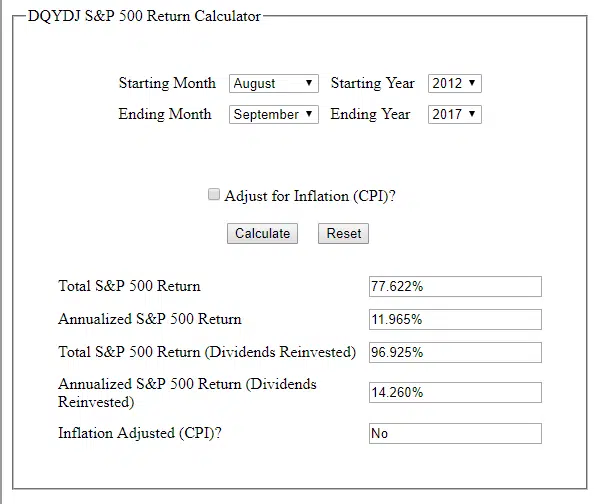 DQYDJ S&P 500 Return Calculator
Starting Month August Starting Year 2012
Ending Month September Ending Year 2017
Adjust for Inflation (CPI)?
Calculate Reset
Total S&P 500 Return 77.622%
Annualized S&P 500 Return 11.965%
Total S&P 500 Return (Dividends Reinvested) 96.925%
Annualized S&P 500 Return (Dividends
Reinvested) 14.260%
Inflation Adjusted (CPI)? No